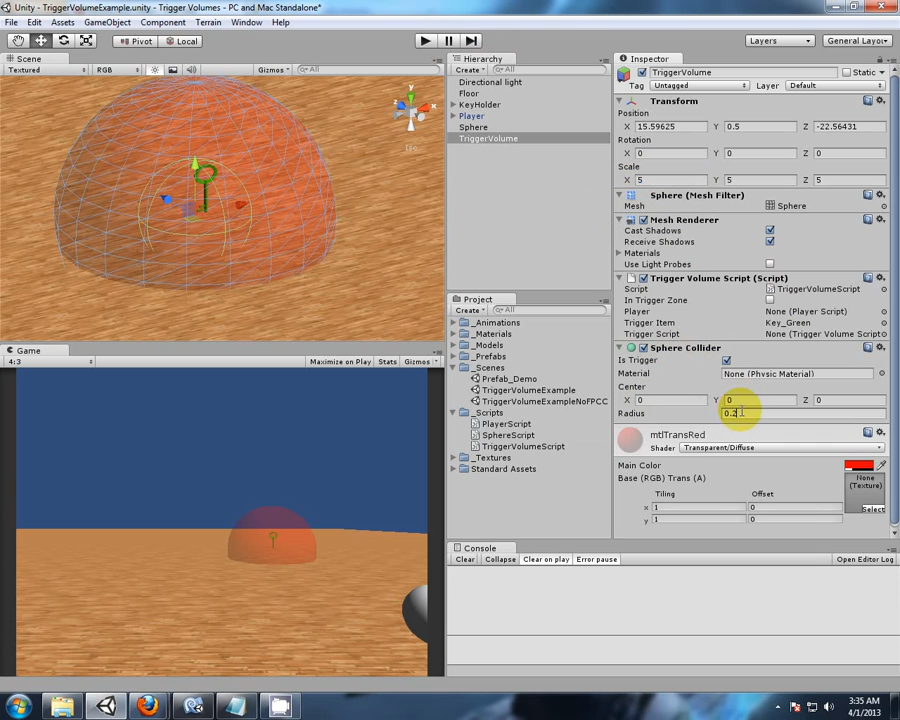 Unity - TriggerVolumeExample.unity - Trigger Volumes - PC and Mac Standalone*
File Edit Assets GameObject Component Terrain Window Help
Pivot Local Layers General Layou
Scene
Textured RGB Gizmos All
y
x
z
Iso
Game
4:3 Maximize on Play Stats Gizmos
Hierarchy
Create All
Directional light
Floor
KeyHolder
Player
Sphere
TriggerVolume
Project
Create All
_Animations
_Materials
_Models
_Prefabs
_Scenes
Prefab_Demo
TriggerVolumeExample
TriggerVolumeExampleNoFPCC
_Scripts
PlayerScript
SphereScript
TriggerVolumeScript
_Textures
Standard Assets
Console
Clear Collapse Clear on play Error pause Open Editor Log
Inspector
TriggerVolume Static
Tag Untagged Layer Default
Transform
Position
X 15.59625 Y 0.5 Z -22.56431
Rotation
X 0 Y 0 Z 0
Scale
X 5 Y 5 Z 5
Sphere (Mesh Filter)
Mesh Sphere
Mesh Renderer
Cast Shadows
Receive Shadows
Materials
Use Light Probes
Trigger Volume Script (Script)
Script TriggerVolumeScript
In Trigger Zone
Player None (Player Script)
Trigger Item Key_Green
Trigger Script None (Trigger Volume Script
Sphere Collider
Is Trigger
Material None (Physic Material)
Center
X 0 Y 0 Z 0
Radius 0.2
mtlTransRed
Shader Transparent/Diffuse
Main Color
Base (RGB) Trans (A) None
(Texture)
Tiling Offset
x 1 0
y 1 0
Select
3:35 AM
4/1/2013